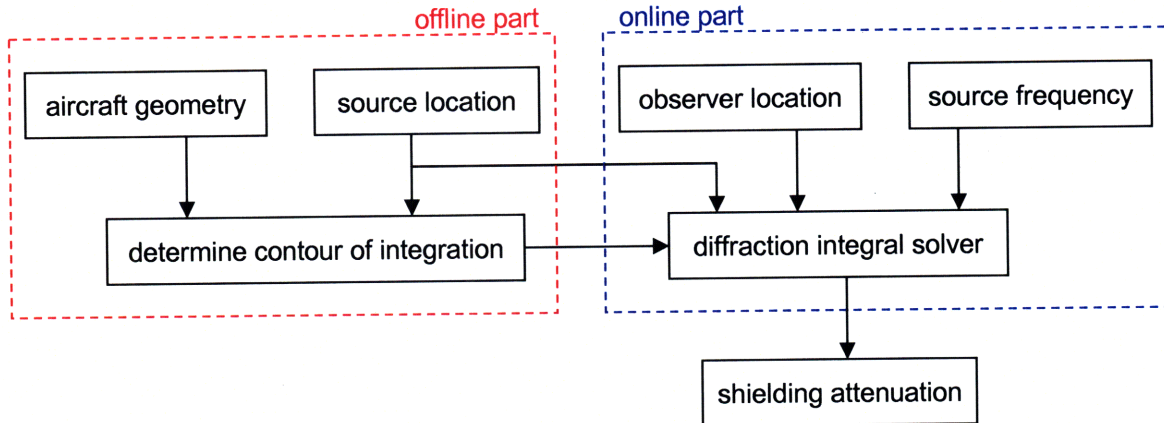 offline part
online part
aircraft geometry
source location
observer location
source frequency
determine contour of integration
diffraction integral solver
shielding attenuation